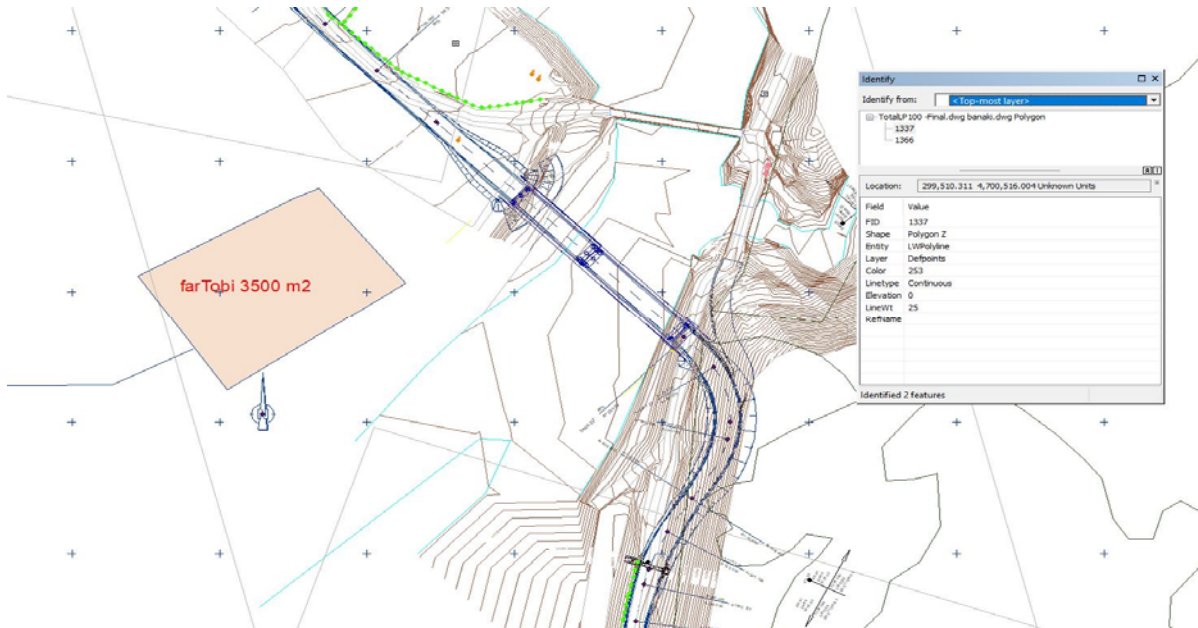 farTobi 3500 m2
Identify
Identify from: <Top-most layer>
TotalLP100 -Final.dwg banaki.dwg Polygon
1337
1366
Location: 299,510.311 4,700,516.004 Unknown Units
Field Value
FID 1337
Shape Polygon Z
Entity LWPolyline
Layer Defpoints
Color 253
Linetype Continuous
Elevation 0
LineWt 25
RefName
Identified 2 features